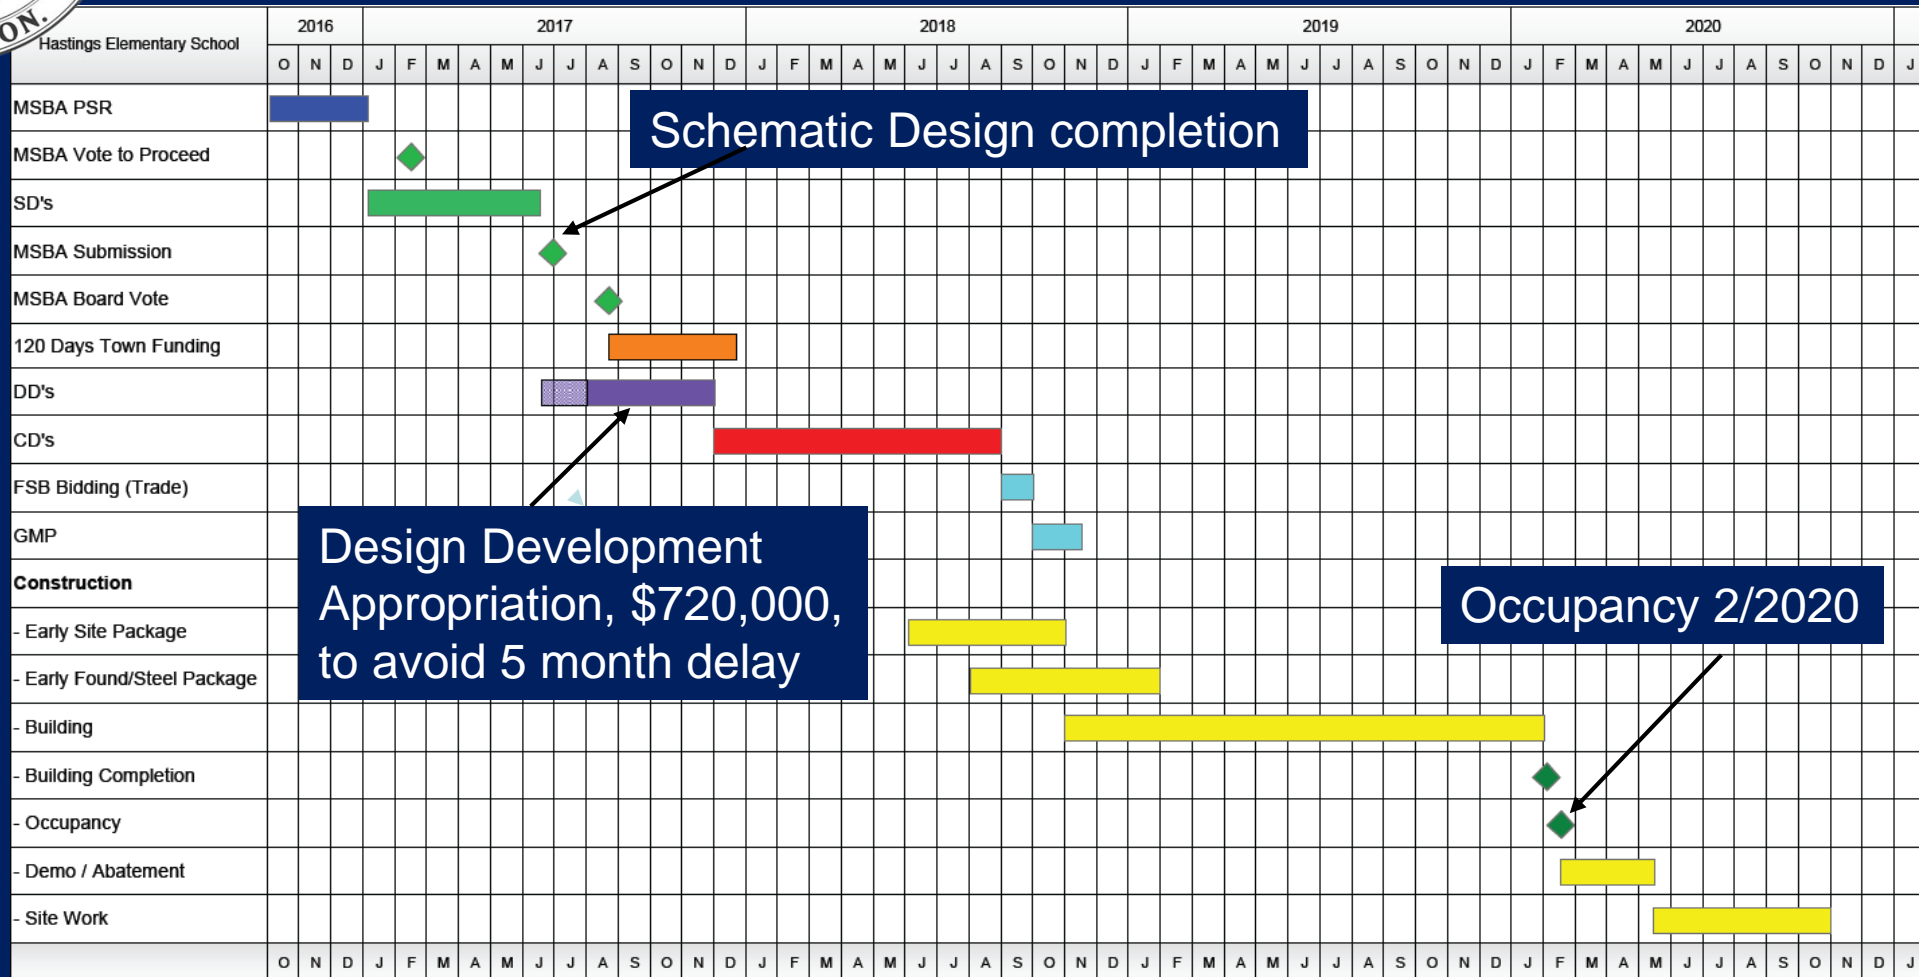 ON.
2016 2017 2018 2019 2020
Hastings Elementary School
O N D J F M A M J J A S O N D J F M A M J J A S O N D J F M A M J J A S O N D J F M A M J J A S O N D J
MSBA PSR
Schematic Design completion
MSBA Vote to Proceed
SD's
MSBA Submission
MSBA Board Vote
120 Days Town Funding
DD's
CD's
FSB Bidding (Trade)
GMP
Design Development
Appropriation, $720,000,
to avoid 5 month delay
Construction
Occupancy 2/2020
- Early Site Package
- Early Found/Steel Package
- Building
- Building Completion
- Occupancy
- Demo / Abatement
- Site Work
O N D J F M A M J J A S O N D J F M A M J J A S O N D J F M A M J J A S O N D J F M A M J J A S O N D J